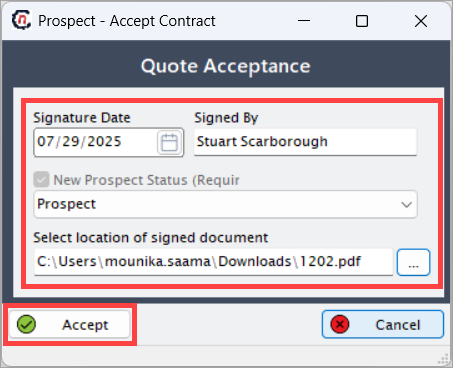 Prospect - Accept Contract
Quote Acceptance
Signature Date Signed By
07/29/2025 Stuart Scarborough
New Prospect Status (Requir
Prospect
Select location of signed document
C:\Users\mounika.saama\Downloads\1202.pdf ...
Accept Cancel